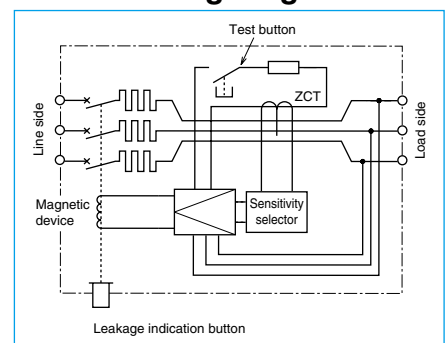 Test button
ZCT
Line side
Load side
Magnetic
device
Sensitivity
selector
Leakage indication button